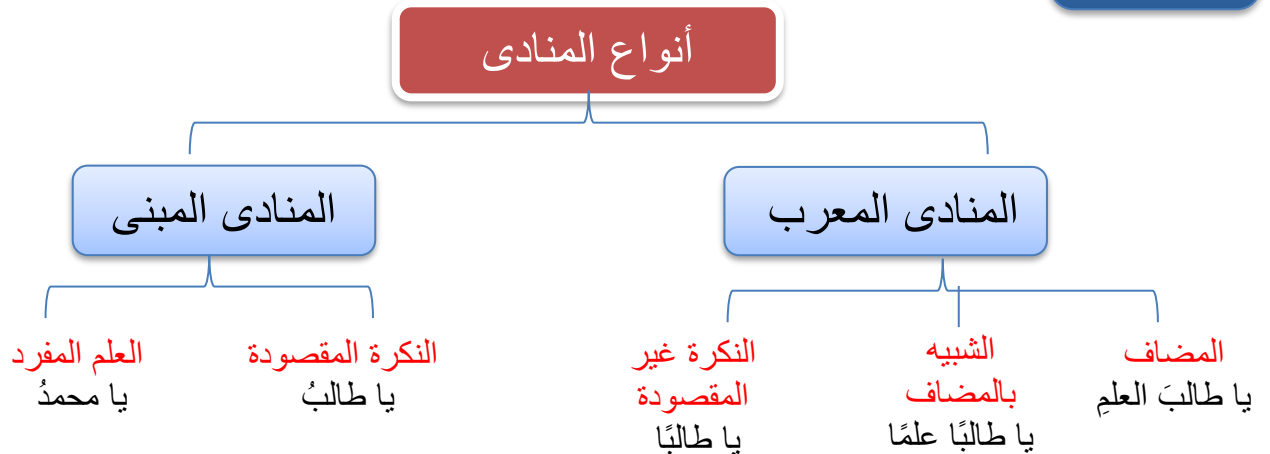 أنواع المنادى
المنادى المعرب
المنادى المبنى
المضاف
يا طالبَ العلمِ
الشبيه
بالمضاف
يا طالبًا علمًا
النكرة غير
المقصودة
يا طالبًا
النكرة المقصودة
يا طالبُ
العلم المفرد
يا محمدُ